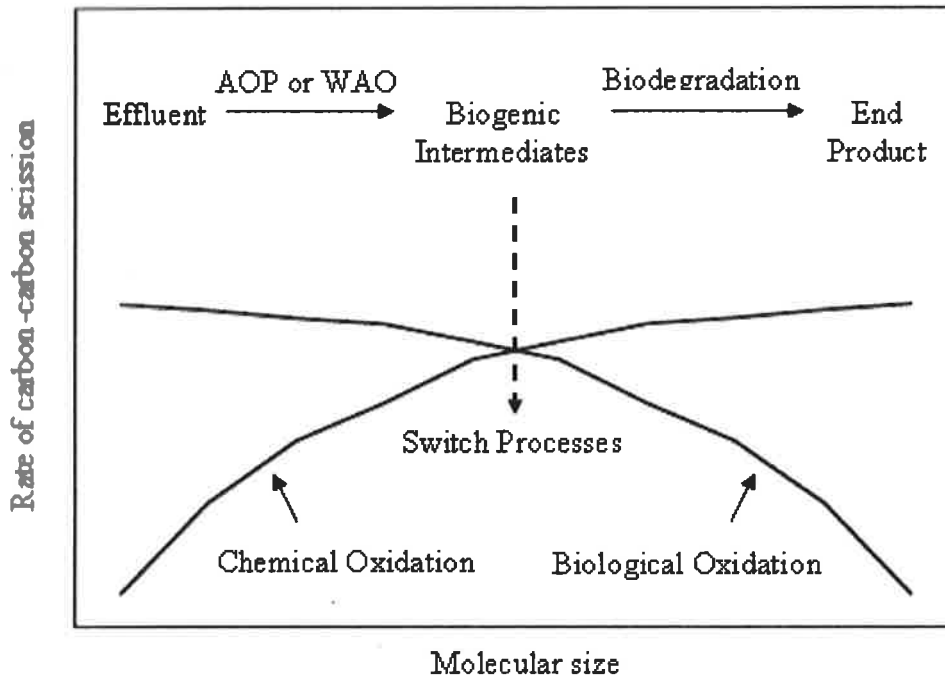 AOP or WAO
Biodegradation
Effluent
Biogenic
Intermediates
End
Product
Rate of carbon-carbon scission
Switch Processes
Chemical Oxidation
Biological Oxidation
Molecular size